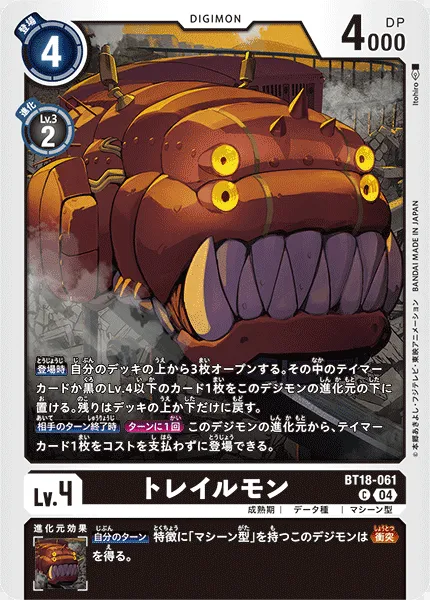 DIGIMON
登場
4
DP
4000
進化
Lv.3
2
Itohiro
BANDAI MADE IN JAPAN
©本郷あきよし・フジテレビ・東映アニメーション
登場時 自分のデッキの上から3枚オープンする。その中のテイマー
カードか黒のLv.4以下のカード1枚をこのデジモンの進化元の下に
置ける。残りはデッキの上か下だけに戻す。
相手のターン終了時 ターンに1回 このデジモンの進化元から、テイマー
カード1枚をコストを支払わずに登場できる。
Lv.4
トレイルモン
BT18-061
C 04
成熟期 | データ種 | マシーン型
進化元効果
自分のターン 特徴に「マシーン型」を持つこのデジモンは 衝突
を得る。